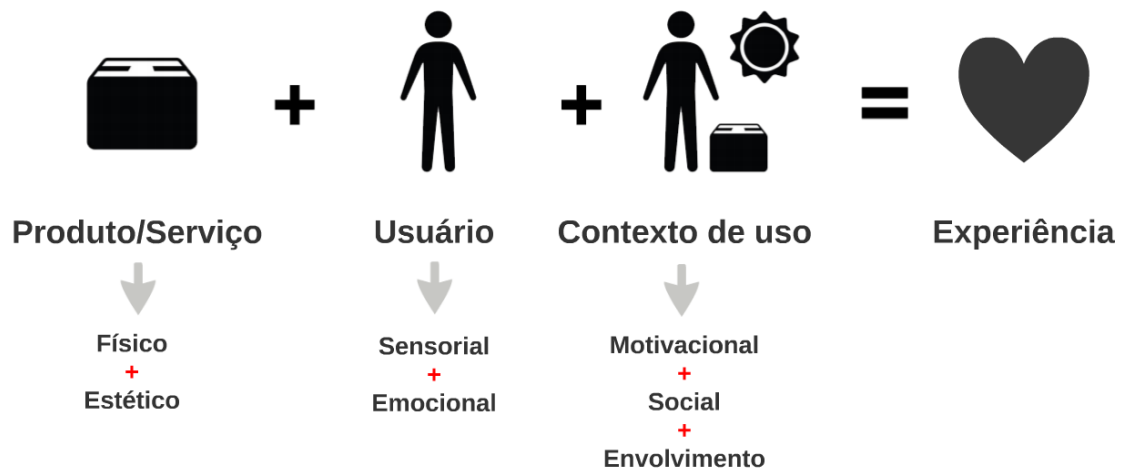 + + =
Produto/Serviço
Usuário
Contexto de uso
Experiência
Físico
+
Estético
Sensorial
+
Emocional
Motivacional
+
Social
+
Envolvimento